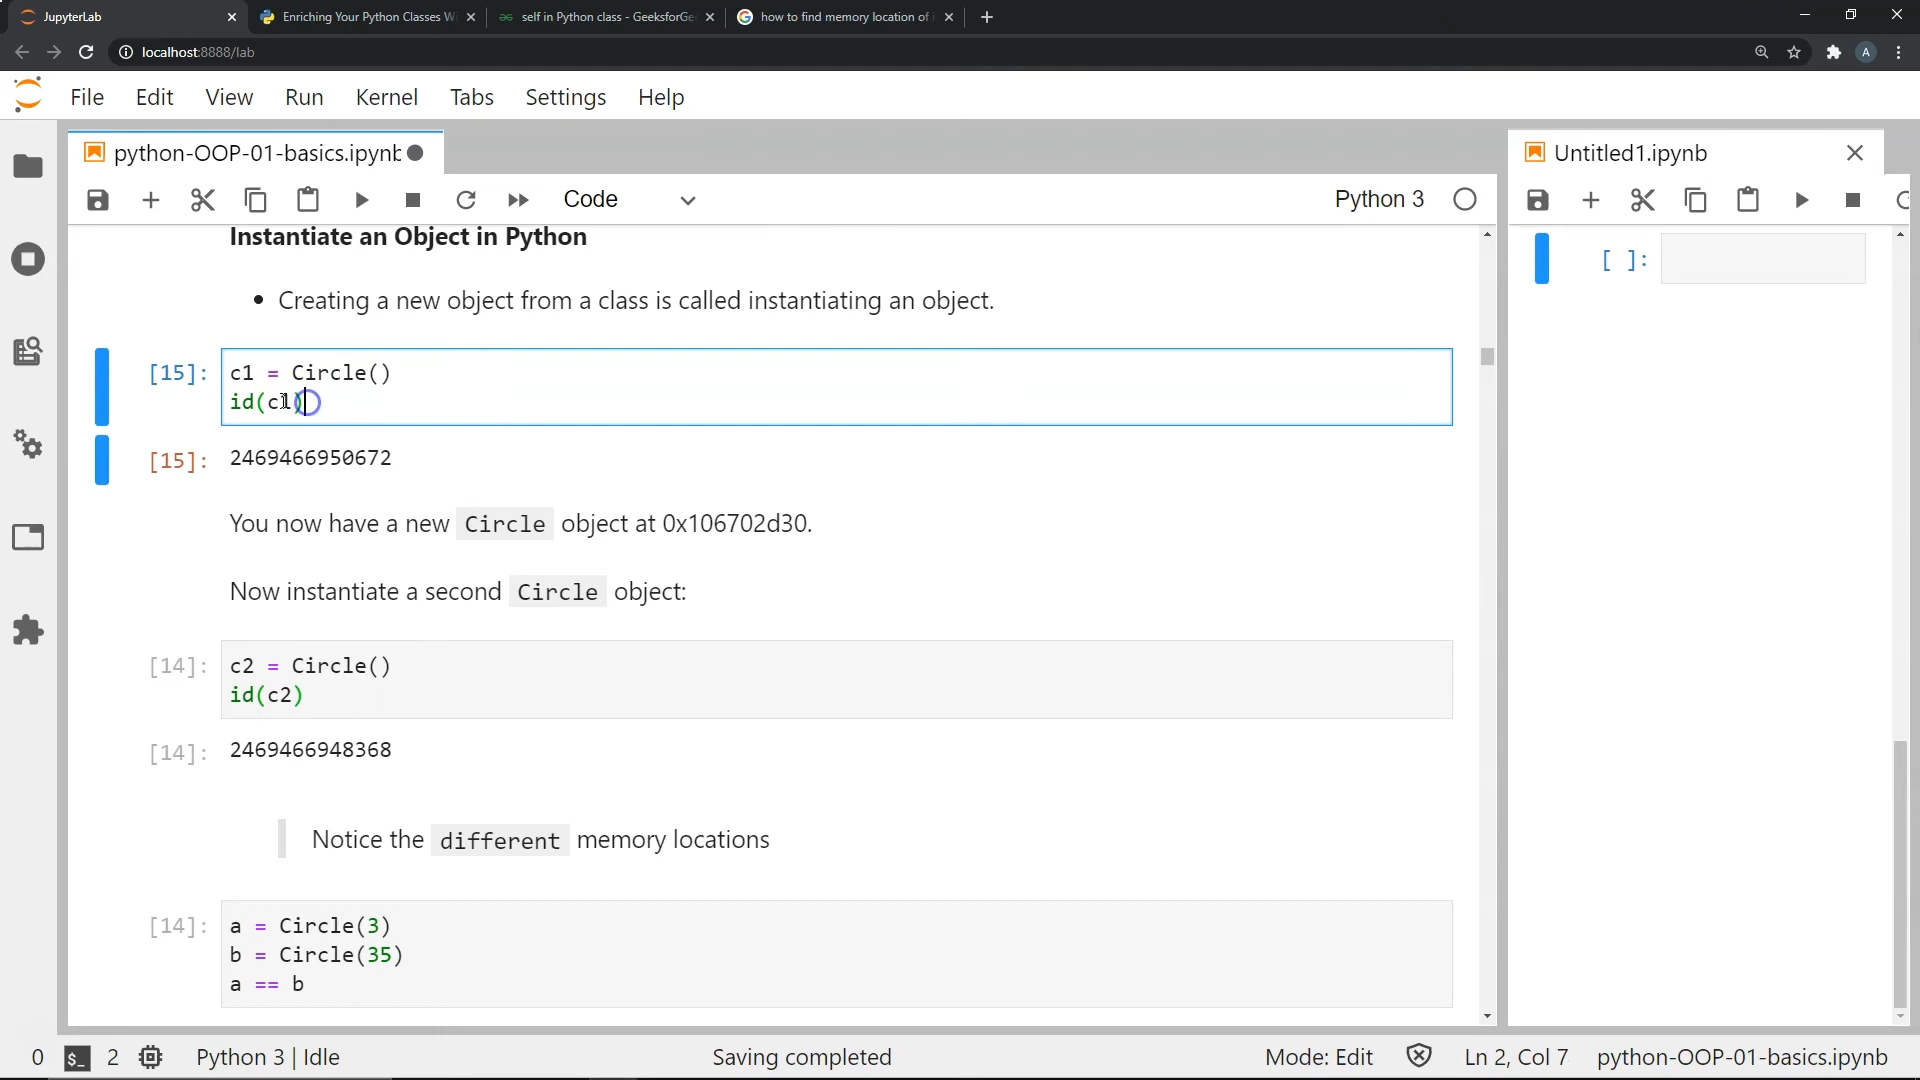 JupyterLab
Enriching Your Python Classes Wi
self in Python class - GeeksforGe
how to find memory location of
localhost:8888/lab
A
File Edit View Run Kernel Tabs Settings Help
python-OOP-01-basics.ipynb
Untitled1.ipynb
Code
Python 3
Instantiate an Object in Python
Creating a new object from a class is called instantiating an object.
[15]: c1 = Circle()
id(c1)
[15]: 2469466950672
You now have a new Circle object at 0x106702d30.
Now instantiate a second Circle object:
[14]: c2 = Circle()
id(c2)
[14]: 2469466948368
Notice the different memory locations
[14]: a = Circle(3)
b = Circle(35)
a == b
[ ]:
0 $_ 2 Python 3 | Idle Saving completed Mode: Edit Ln 2, Col 7 python-OOP-01-basics.ipynb